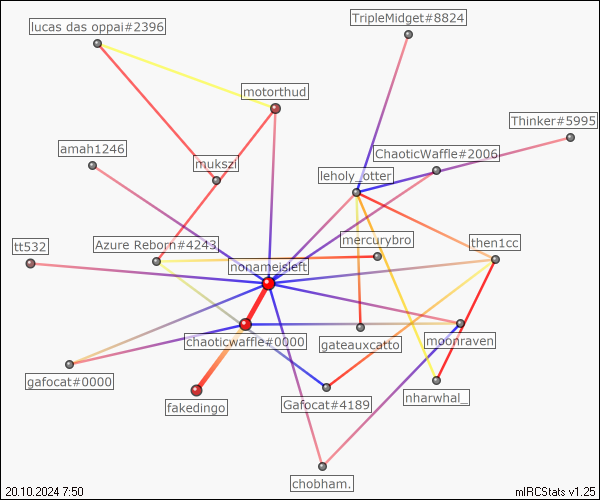 TripleMidget#8824
lucas das oppai#2396
motorthud
Thinker#5995
amah1246
ChaoticWaffle#2006
mukszi
leholy_otter
tt532
Azure Reborn#4243
mercurybro
then1cc
nonameisleft
chaoticwaffle#0000
gateauxcatto
moonraven
gafocat#0000
fakedingo
Gafocat#4189
nharwhal_
chobham.
20.10.2024 7:50
mIRCStats v1.25